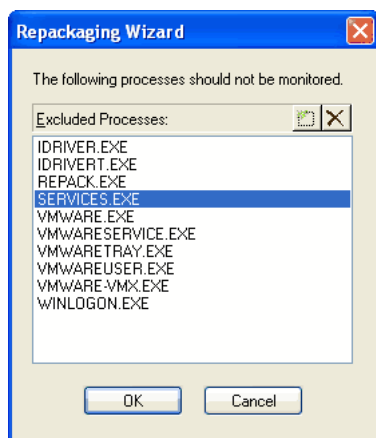 Repackaging Wizard
The following processes should not be monitored.
Excluded Processes:
IDRIVER.EXE
IDRIVERT.EXE
REPACK.EXE
SERVICES.EXE
VMWARE.EXE
VMWARESERVICE.EXE
VMWARETRAY.EXE
VMWAREUSER.EXE
VMWARE-VMX.EXE
WINLOGON.EXE
OK Cancel